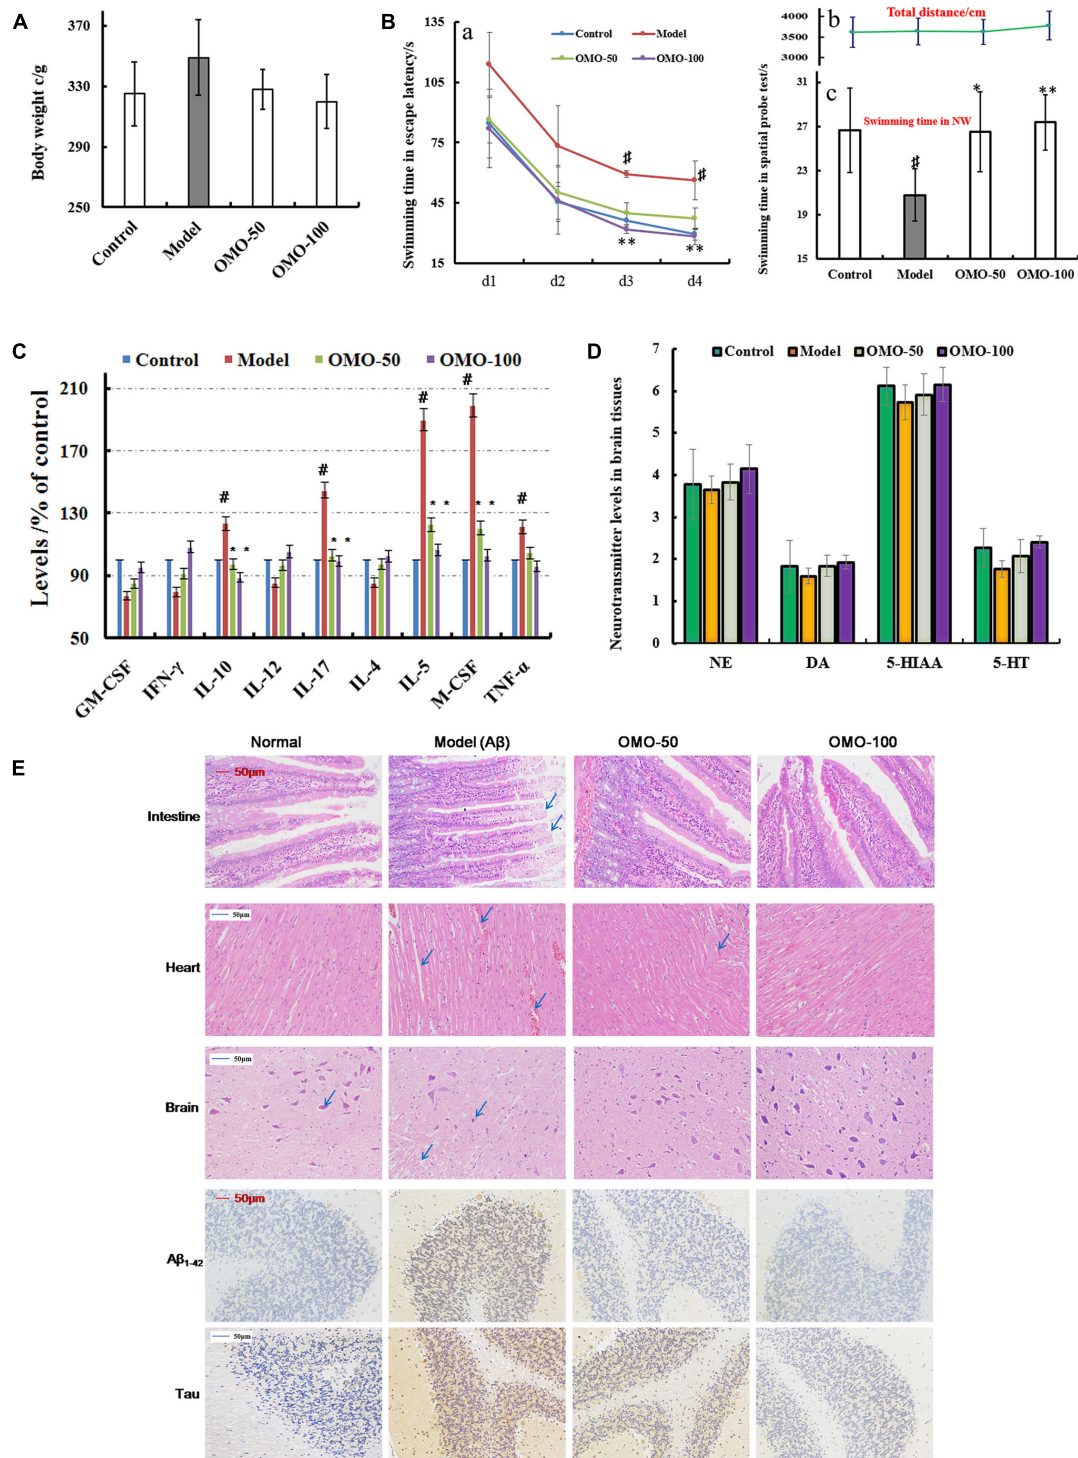 A
370
330
290
250
Body weight c/g
Control
Model
OMO-50
OMO-100
B
a
135
105
75
45
15
Swimming time in escape latency/s
Control
Model
OMO-50
OMO-100
#
#
**
**
d1
d2
d3
d4
b
Total distance/cm
4000
3500
c
31
27
23
19
15
Swimming time in spatial probe test/s
Swimming time in NW
#
*
**
Control
Model
OMO-50
OMO-100
C
Control
Model
OMO-50
OMO-100
210
170
130
90
50
Levels /% of control
#
* *
#
* *
#
* *
#
* *
#
GM-CSF
IFN-γ
IL-10
IL-12
IL-17
IL-4
IL-5
M-CSF
TNF-α
D
Control
Model
OMO-50
OMO-100
7
6
5
4
3
2
1
0
Neurotransmitter levels in brain tissues
NE
DA
5-HIAA
5-HT
E
Normal
Model (Aβ)
OMO-50
OMO-100
Intestine
50μm
Heart
50μm
Brain
50μm
Aβ1-42
50μm
Tau
50μm